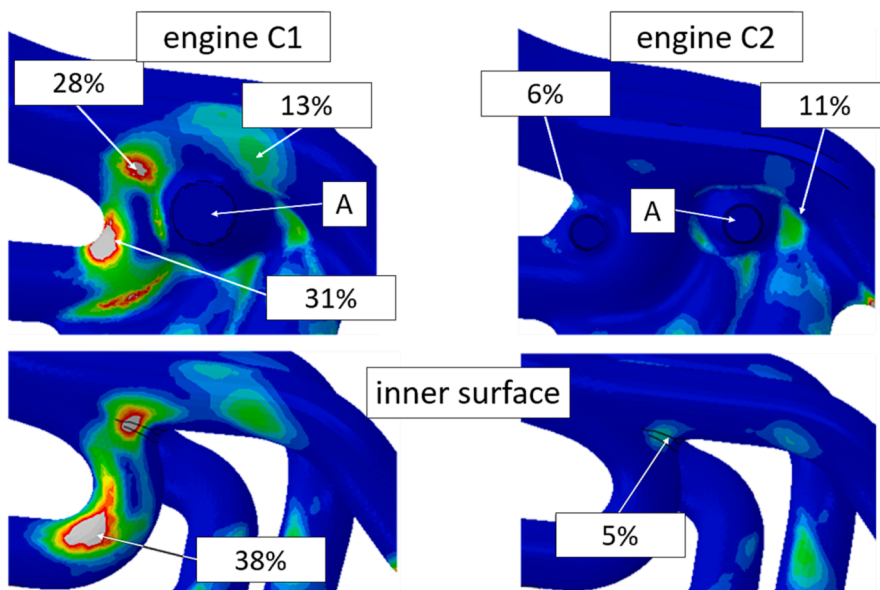 engine C1
engine C2
28%
13%
6%
11%
A
A
31%
inner surface
38%
5%